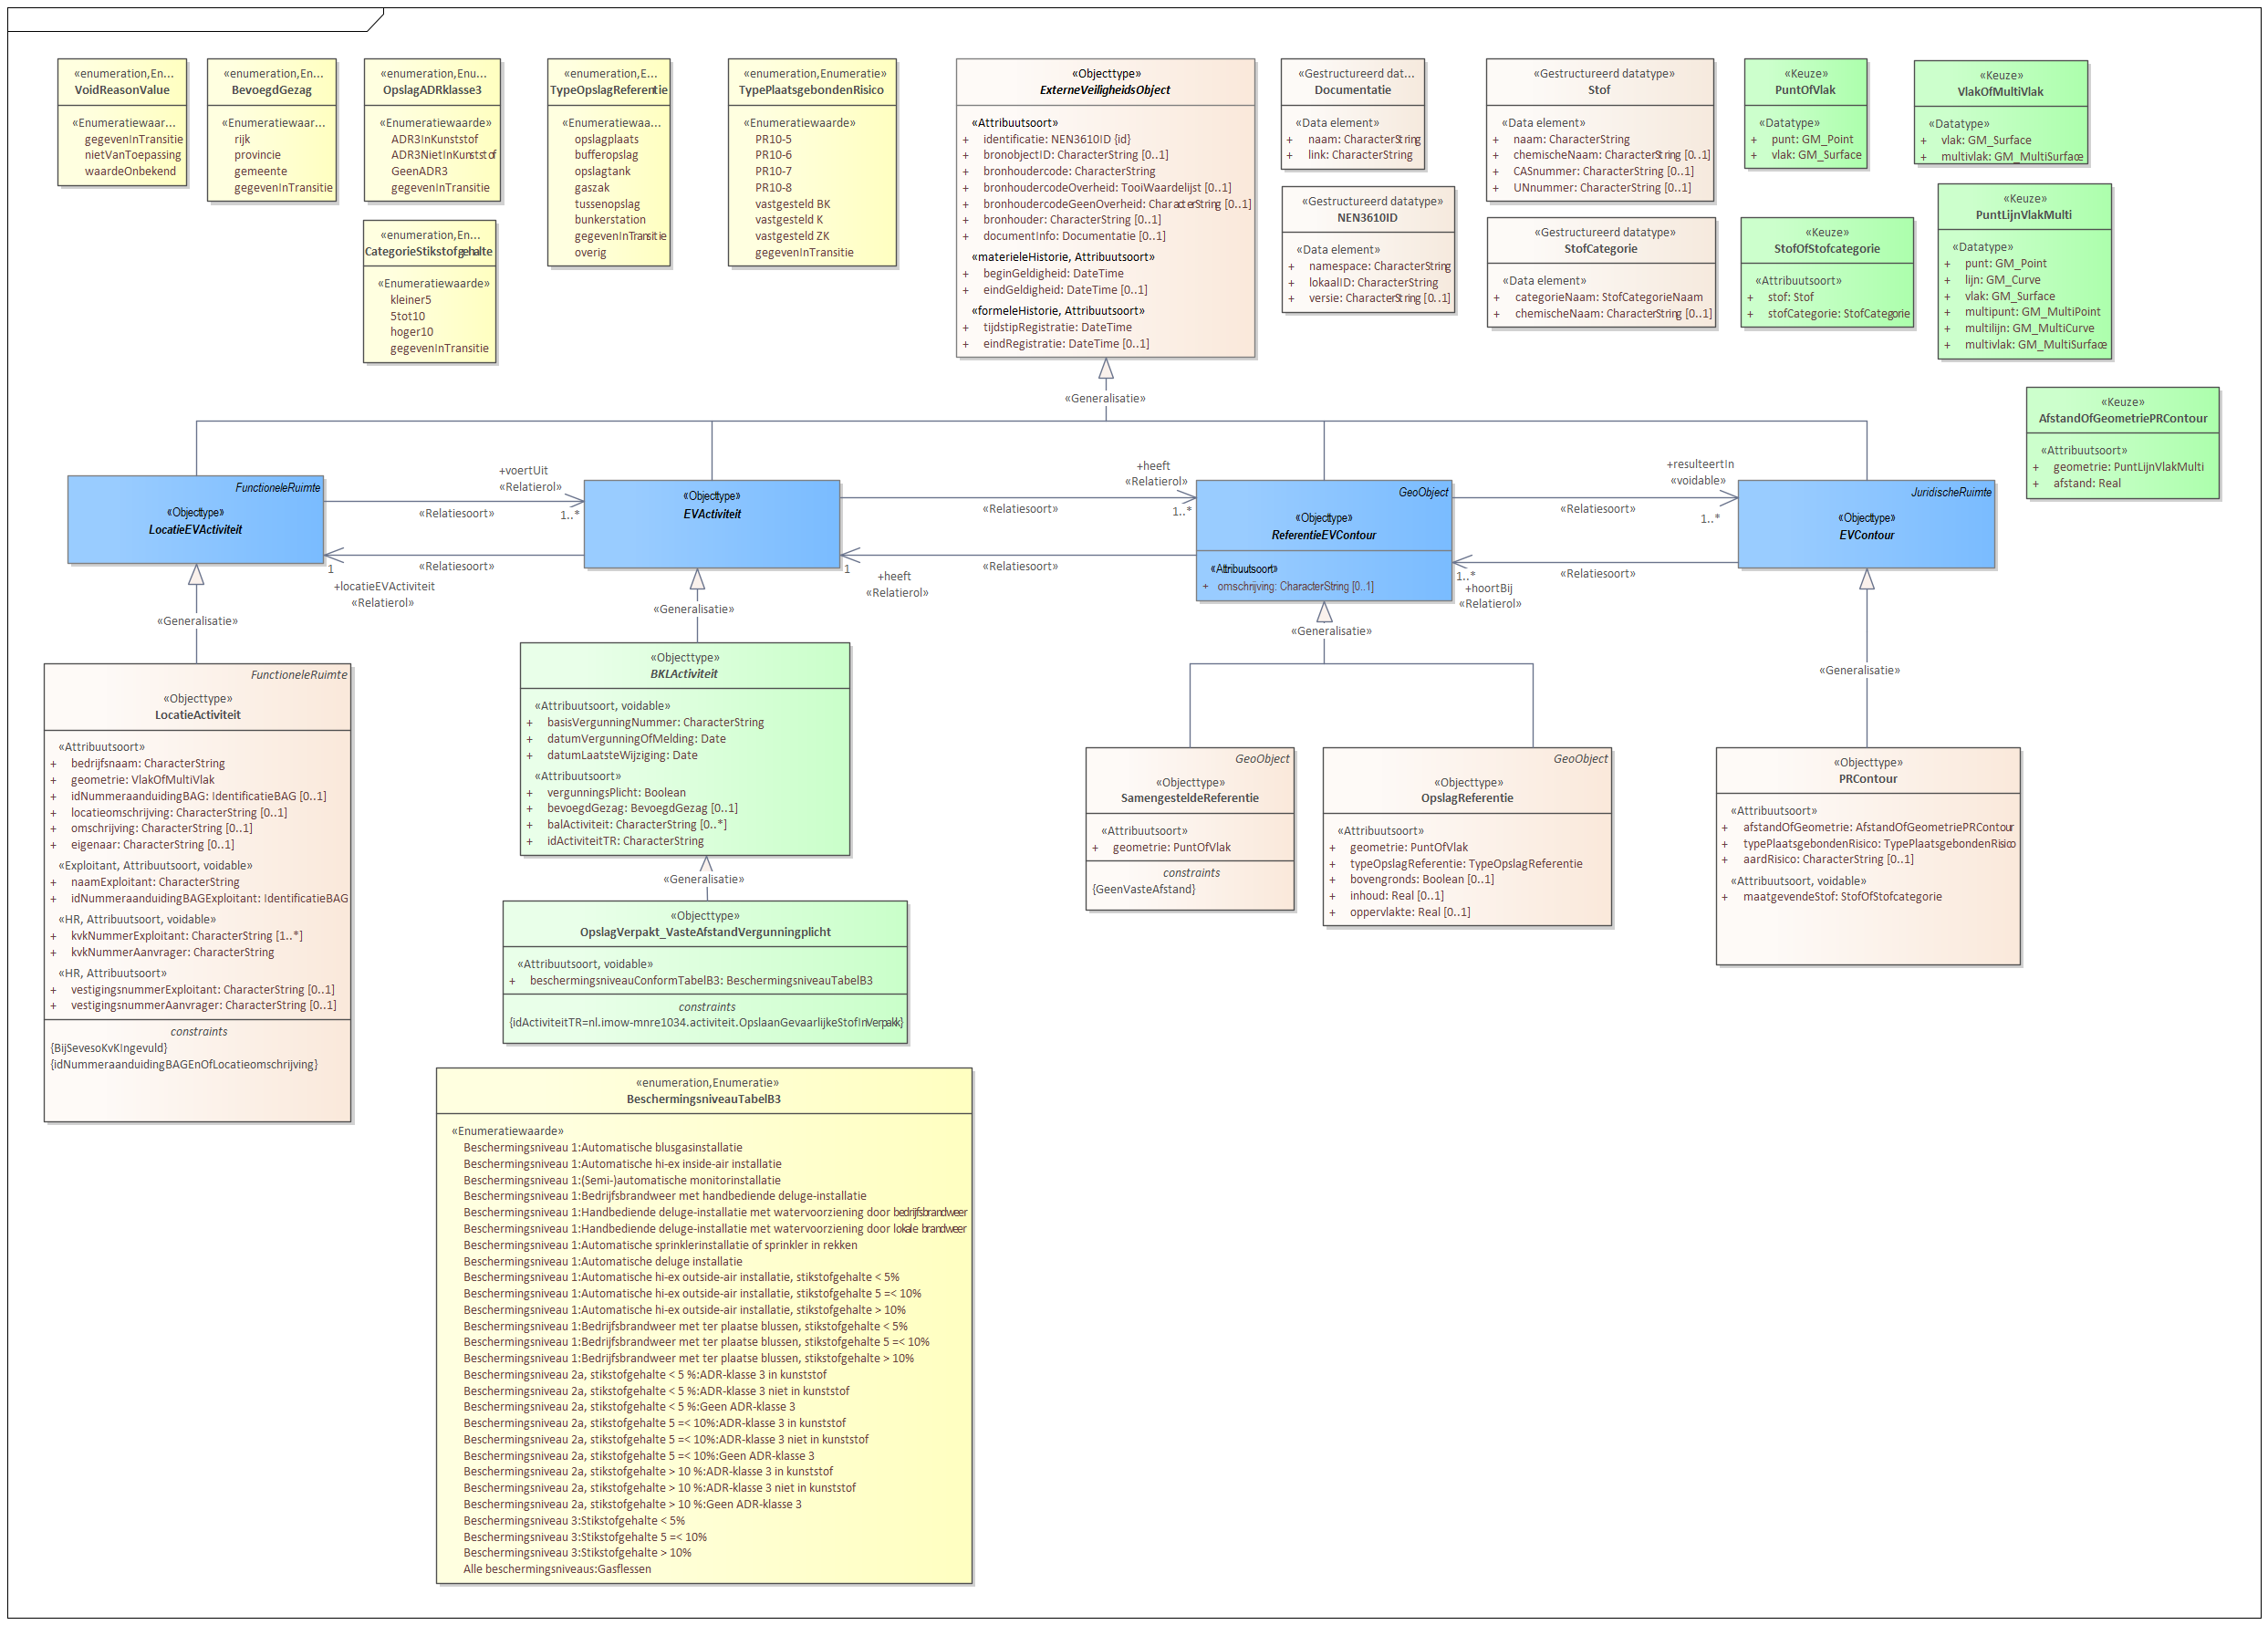 «enumeration,En...
VoidReasonValue
«Enumeratiewaar...
gegevenInTransitie
nietVanToepassing
waardeOnbekend
«enumeration,En...
BevoegdGezag
«Enumeratiewaar...
rijk
provincie
gemeente
gegevenInTransitie
«enumeration,Enu...
OpslagADRklasse3
«Enumeratiewaarde»
ADR3InKunststof
ADR3NietInKunststof
GeenADR3
gegevenInTransitie
«enumeration,En...
CategorieStikstofgehalte
«Enumeratiewaarde»
kleiner5
5tot10
hoger10
gegevenInTransitie
«enumeration,E...
TypeOpslagReferentie
«Enumeratiewaa...
opslagplaats
bufferopslag
opslagtank
gaszak
tussenopslag
bunkerstation
gegevenInTransitie
overig
«enumeration,Enumeratie»
TypePlaatsgebondenRisico
«Enumeratiewaarde»
PR10-5
PR10-6
PR10-7
PR10-8
vastgesteld BK
vastgesteld K
vastgesteld ZK
gegevenInTransitie
«Objecttype»
ExterneVeiligheidsObject
«Attribuutsoort»
+ identificatie: NEN3610ID {id}
+ bronobjectID: CharacterString [0..1]
+ bronhoudercode: CharacterString
+ bronhoudercodeOverheid: TooiWaardelijst [0..1]
+ bronhoudercodeGeenOverheid: CharacterString [0..1]
+ bronhouder: CharacterString [0..1]
+ documentInfo: Documentatie [0..1]
«materieleHistorie, Attribuutsoort»
+ beginGeldigheid: DateTime
+ eindGeldigheid: DateTime [0..1]
«formeleHistorie, Attribuutsoort»
+ tijdstipRegistratie: DateTime
+ eindRegistratie: DateTime [0..1]
«Gestructureerd dat...
Documentatie
«Data element»
+ naam: CharacterString
+ link: CharacterString
«Gestructureerd datatype»
NEN3610ID
«Data element»
+ namespace: CharacterString
+ lokaalID: CharacterString
+ versie: CharacterString [0..1]
«Gestructureerd datatype»
Stof
«Data element»
+ naam: CharacterString
+ chemischeNaam: CharacterString [0..1]
+ CASnummer: CharacterString [0..1]
+ UNnummer: CharacterString [0..1]
«Gestructureerd datatype»
StofCategorie
«Data element»
+ categorieNaam: StofCategorieNaam
+ chemischeNaam: CharacterString [0..1]
«Keuze»
PuntOfVlak
«Datatype»
+ punt: GM_Point
+ vlak: GM_Surface
«Keuze»
VlakOfMultiVlak
«Datatype»
+ vlak: GM_Surface
+ multivlak: GM_MultiSurface
«Keuze»
StofOfStofcategorie
«Attribuutsoort»
+ stof: Stof
+ stofCategorie: StofCategorie
«Keuze»
PuntLijnVlakMulti
«Datatype»
+ punt: GM_Point
+ lijn: GM_Curve
+ vlak: GM_Surface
+ multipunt: GM_MultiPoint
+ multilijn: GM_MultiCurve
+ multivlak: GM_MultiSurface
«Keuze»
AfstandOfGeometriePRContour
«Attribuutsoort»
+ geometrie: PuntLijnVlakMulti
+ afstand: Real
«Generalisatie»
FunctioneleRuimte
«Objecttype»
LocatieEVActiviteit
+voertUit
«Relatierol»
1..*
«Relatiesoort»
«Relatiesoort»
1
+locatieEVActiviteit
«Relatierol»
«Objecttype»
EVActiviteit
+heeft
«Relatierol»
1..*
«Relatiesoort»
«Relatiesoort»
1
+heeft
«Relatierol»
GeoObject
«Objecttype»
ReferentieEVContour
«Attribuutsoort»
+ omschrijving: CharacterString [0..1]
+resulteertIn
«voidable»
1..*
«Relatiesoort»
«Relatiesoort»
1..*
+hoortBij
«Relatierol»
JuridischeRuimte
«Objecttype»
EVContour
«Generalisatie»
«Generalisatie»
«Generalisatie»
«Generalisatie»
FunctioneleRuimte
«Objecttype»
LocatieActiviteit
«Attribuutsoort»
+ bedrijfsnaam: CharacterString
+ geometrie: VlakOfMultiVlak
+ idNummeraanduidingBAG: IdentificatieBAG [0..1]
+ locatieomschrijving: CharacterString [0..1]
+ omschrijving: CharacterString [0..1]
+ eigenaar: CharacterString [0..1]
«Exploitant, Attribuutsoort, voidable»
+ naamExploitant: CharacterString
+ idNummeraanduidingBAGExploitant: IdentificatieBAG
«HR, Attribuutsoort, voidable»
+ kvkNummerExploitant: CharacterString [1..*]
+ kvkNummerAanvrager: CharacterString
«HR, Attribuutsoort»
+ vestigingsnummerExploitant: CharacterString [0..1]
+ vestigingsnummerAanvrager: CharacterString [0..1]
constraints
{BijSevesoKvKIngevuld}
{idNummeraanduidingBAGEnOfLocatieomschrijving}
«Objecttype»
BKLActiviteit
«Attribuutsoort, voidable»
+ basisVergunningNummer: CharacterString
+ datumVergunningOfMelding: Date
+ datumLaatsteWijziging: Date
«Attribuutsoort»
+ vergunningsPlicht: Boolean
+ bevoegdGezag: BevoegdGezag [0..1]
+ balActiviteit: CharacterString [0..*]
+ idActiviteitTR: CharacterString
«Generalisatie»
«Objecttype»
OpslagVerpakt_VasteAfstandVergunningplicht
«Attribuutsoort, voidable»
+ beschermingsniveauConformTabelB3: BeschermingsniveauTabelB3
constraints
{idActiviteitTR=nl.imow-mnre1034.activiteit.OpslaanGevaarlijkeStofInVerpakk}
GeoObject
«Objecttype»
SamengesteldeReferentie
«Attribuutsoort»
+ geometrie: PuntOfVlak
constraints
{GeenVasteAfstand}
GeoObject
«Objecttype»
OpslagReferentie
«Attribuutsoort»
+ geometrie: PuntOfVlak
+ typeOpslagReferentie: TypeOpslagReferentie
+ bovengronds: Boolean [0..1]
+ inhoud: Real [0..1]
+ oppervlakte: Real [0..1]
«Objecttype»
PRContour
«Attribuutsoort»
+ afstandOfGeometrie: AfstandOfGeometriePRContour
+ typePlaatsgebondenRisico: TypePlaatsgebondenRisico
+ aardRisico: CharacterString [0..1]
«Attribuutsoort, voidable»
+ maatgevendeStof: StofOfStofcategorie
«enumeration,Enumeratie»
BeschermingsniveauTabelB3
«Enumeratiewaarde»
Beschermingsniveau 1:Automatische blusgasinstallatie
Beschermingsniveau 1:Automatische hi-ex inside-air installatie
Beschermingsniveau 1:(Semi-)automatische monitorinstallatie
Beschermingsniveau 1:Bedrijfsbrandweer met handbediende deluge-installatie
Beschermingsniveau 1:Handbediende deluge-installatie met watervoorziening door bedrijfsbrandweer
Beschermingsniveau 1:Handbediende deluge-installatie met watervoorziening door lokale brandweer
Beschermingsniveau 1:Automatische sprinklerinstallatie of sprinkler in rekken
Beschermingsniveau 1:Automatische deluge installatie
Beschermingsniveau 1:Automatische hi-ex outside-air installatie, stikstofgehalte < 5%
Beschermingsniveau 1:Automatische hi-ex outside-air installatie, stikstofgehalte 5 =< 10%
Beschermingsniveau 1:Automatische hi-ex outside-air installatie, stikstofgehalte > 10%
Beschermingsniveau 1:Bedrijfsbrandweer met ter plaatse blussen, stikstofgehalte < 5%
Beschermingsniveau 1:Bedrijfsbrandweer met ter plaatse blussen, stikstofgehalte 5 =< 10%
Beschermingsniveau 1:Bedrijfsbrandweer met ter plaatse blussen, stikstofgehalte > 10%
Beschermingsniveau 2a, stikstofgehalte < 5 %:ADR-klasse 3 in kunststof
Beschermingsniveau 2a, stikstofgehalte < 5 %:ADR-klasse 3 niet in kunststof
Beschermingsniveau 2a, stikstofgehalte < 5 %:Geen ADR-klasse 3
Beschermingsniveau 2a, stikstofgehalte 5 =< 10%:ADR-klasse 3 in kunststof
Beschermingsniveau 2a, stikstofgehalte 5 =< 10%:ADR-klasse 3 niet in kunststof
Beschermingsniveau 2a, stikstofgehalte 5 =< 10%:Geen ADR-klasse 3
Beschermingsniveau 2a, stikstofgehalte > 10 %:ADR-klasse 3 in kunststof
Beschermingsniveau 2a, stikstofgehalte > 10 %:ADR-klasse 3 niet in kunststof
Beschermingsniveau 2a, stikstofgehalte > 10 %:Geen ADR-klasse 3
Beschermingsniveau 3:Stikstofgehalte < 5%
Beschermingsniveau 3:Stikstofgehalte 5 =< 10%
Beschermingsniveau 3:Stikstofgehalte > 10%
Alle beschermingsniveaus:Gasflessen